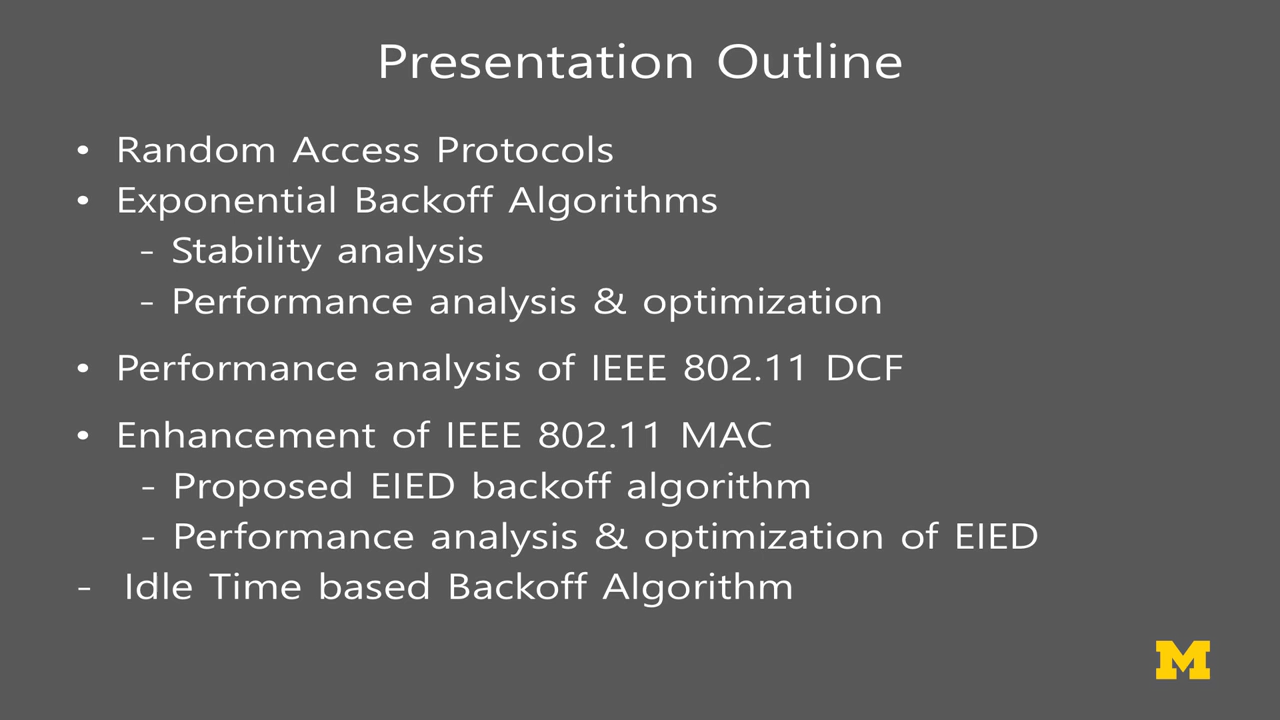 Presentation Outline
• Random Access Protocols
• Exponential Backoff Algorithms
- Stability analysis
- Performance analysis & optimization
• Performance analysis of IEEE 802.11 DCF
• Enhancement of IEEE 802.11 MAC
- Proposed EIED backoff algorithm
- Performance analysis & optimization of EIED
- Idle Time based Backoff Algorithm
M